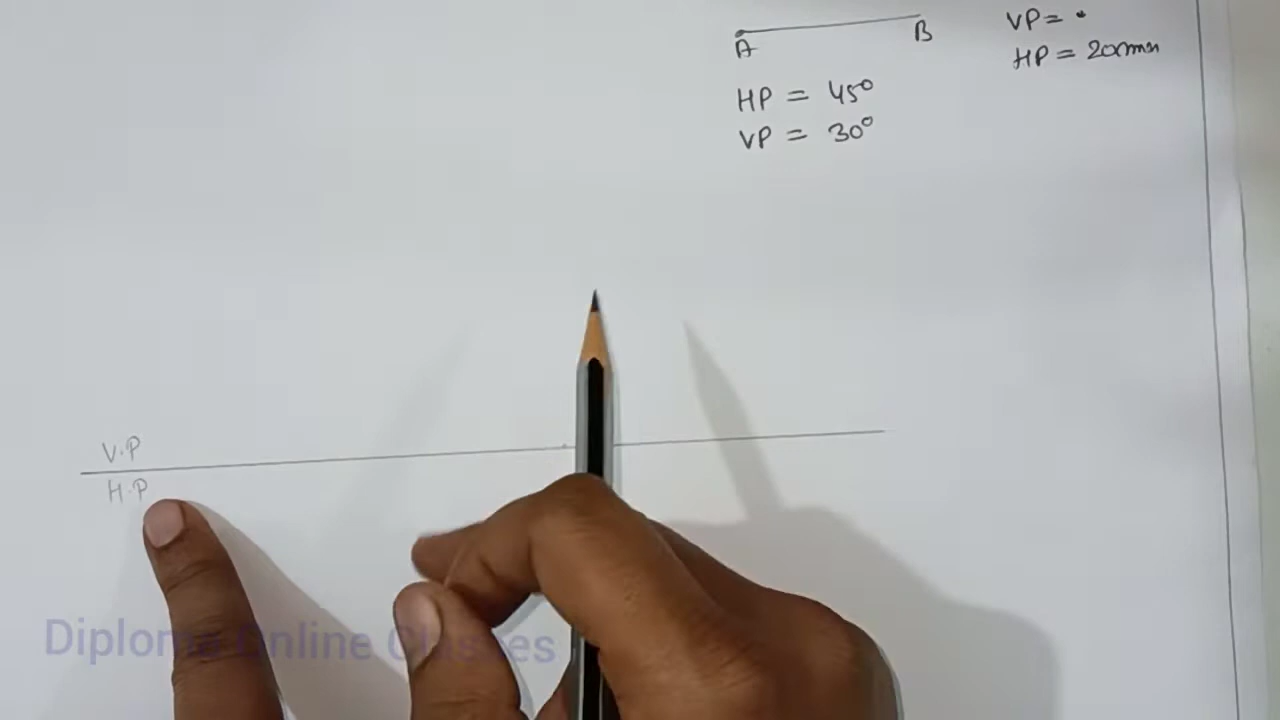 A B
HP = 45°
VP = 30°
VP = •
HP = 20mm
V.P
H.P
Diploma Online Classes